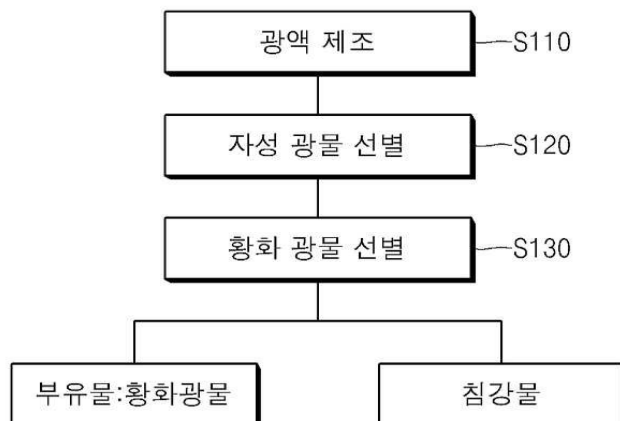 광액 제조
S110
자성 광물 선별
S120
황화 광물 선별
S130
부유물:황화광물
침강물